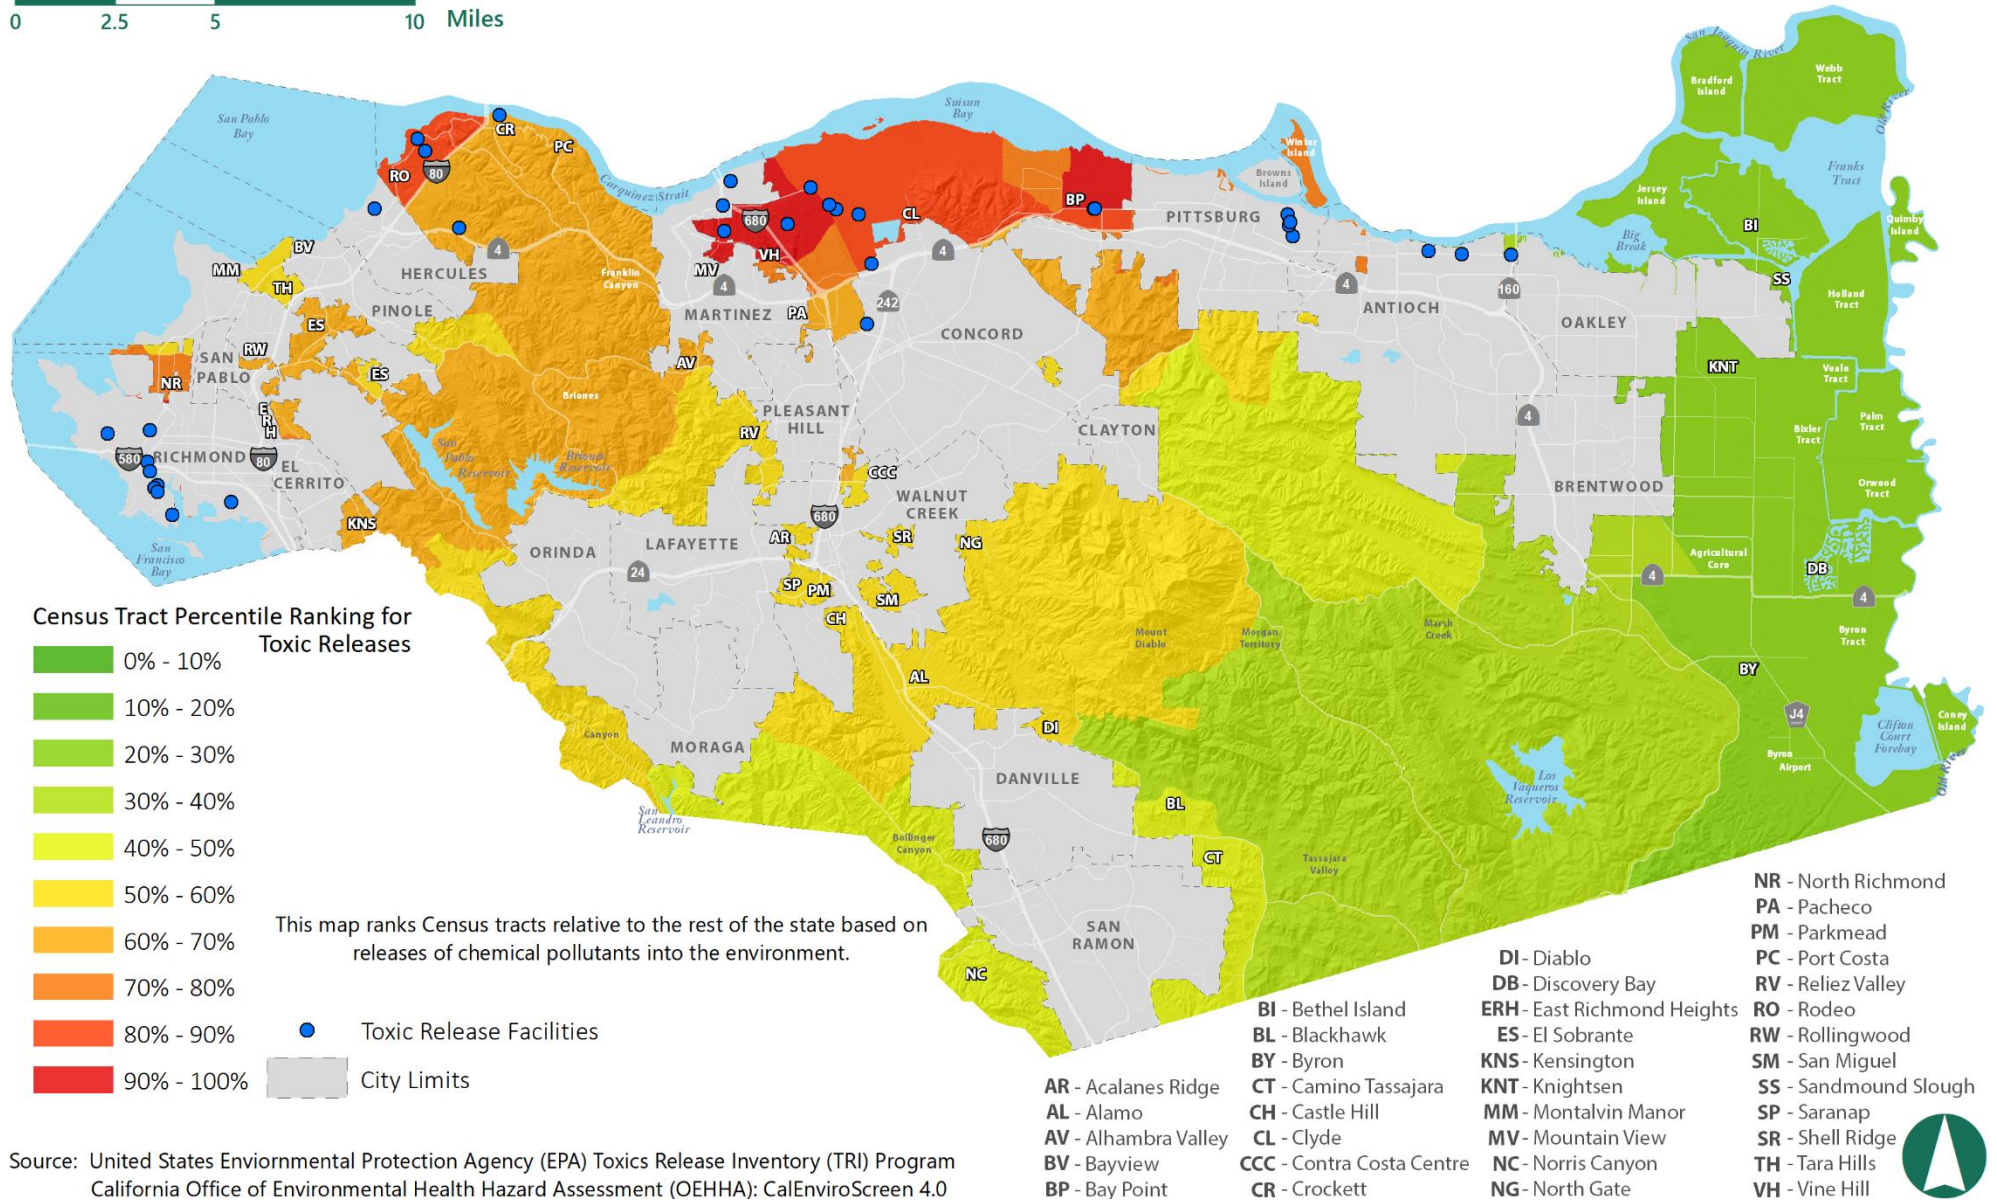 0 2.5 5 10 Miles
San Pablo
Bay
Carquinez Strait
Suisun
Bay
San Joaquin River
Old River
Bradford
Island
Webb
Tract
Franks
Tract
Winter
Island
Browns
Island
Jersey
Island
Big
Break
BI
Quimby
Island
SS
Holland
Tract
CR
PC
RO
80
BV
MM
TH
HERCULES
4
Franklin
Canyon
PINOLE
ES
RW
SAN
PABLO
NR
ES
E
R
H
580
RICHMOND
80
EL
CERRITO
KNS
San
Francisco
Bay
San
Pablo
Reservoir
Briones
Briones
Reservoir
680
VH
MV
4
MARTINEZ
PA
CL
4
242
CONCORD
AV
PLEASANT
HILL
RV
CLAYTON
CCC
WALNUT
CREEK
680
BP
PITTSBURG
4
ANTIOCH
160
OAKLEY
KNT
Veale
Tract
Palm
Tract
Bixler
Tract
4
BRENTWOOD
Orwood
Tract
Agricultural
Core
DB
4
4
Byron
Tract
ORINDA
LAFAYETTE
24
AR
SR
NG
SP
PM
SM
CH
Mount
Diablo
Morgan
Territory
Marsh
Creek
BY
AL
DI
J4
Clifton
Court
Forebay
Coney
Island
Old River
Byron
Airport
Canyon
MORAGA
DANVILLE
San
Leandro
Reservoir
Bollinger
Canyon
680
BL
CT
Los
Vaqueros
Reservoir
Tassajara
Valley
SAN
RAMON
NC
Census Tract Percentile Ranking for
Toxic Releases
0% - 10%
10% - 20%
20% - 30%
30% - 40%
40% - 50%
50% - 60%
60% - 70%
70% - 80%
80% - 90%
90% - 100%
This map ranks Census tracts relative to the rest of the state based on
releases of chemical pollutants into the environment.
Toxic Release Facilities
City Limits
AR - Acalanes Ridge
AL - Alamo
AV - Alhambra Valley
BV - Bayview
BP - Bay Point
BI - Bethel Island
BL - Blackhawk
BY - Byron
CT - Camino Tassajara
CH - Castle Hill
CL - Clyde
CCC - Contra Costa Centre
CR - Crockett
DI - Diablo
DB - Discovery Bay
ERH - East Richmond Heights
ES - El Sobrante
KNS - Kensington
KNT - Knightsen
MM - Montalvin Manor
MV - Mountain View
NC - Norris Canyon
NG - North Gate
NR - North Richmond
PA - Pacheco
PM - Parkmead
PC - Port Costa
RV - Reliez Valley
RO - Rodeo
RW - Rollingwood
SM - San Miguel
SS - Sandmound Slough
SP - Saranap
SR - Shell Ridge
TH - Tara Hills
VH - Vine Hill
Source: United States Enviornmental Protection Agency (EPA) Toxics Release Inventory (TRI) Program
California Office of Environmental Health Hazard Assessment (OEHHA): CalEnviroScreen 4.0